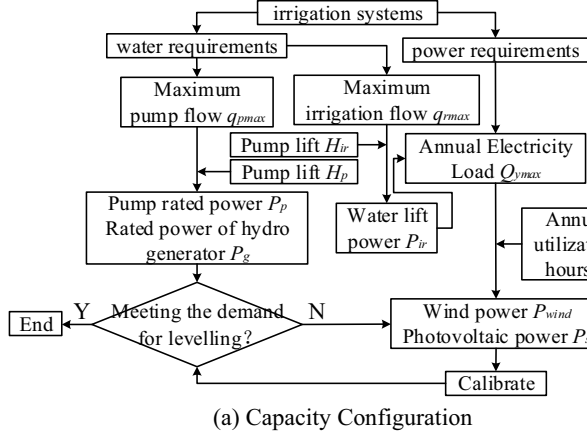 irrigation systems
water requirements
power requirements
Maximum
pump flow qpmax
Maximum
irrigation flow qrmax
Pump lift Hir
Pump lift Hp
Annual Electricity
Load Qymax
Pump rated power Pp
Rated power of hydro
generator Pg
Water lift
power Pir
hours
Y
Meeting the demand
for levelling?
N
End
Wind power Pwind
Photovoltaic power
Calibrate
(a) Capacity Configuration